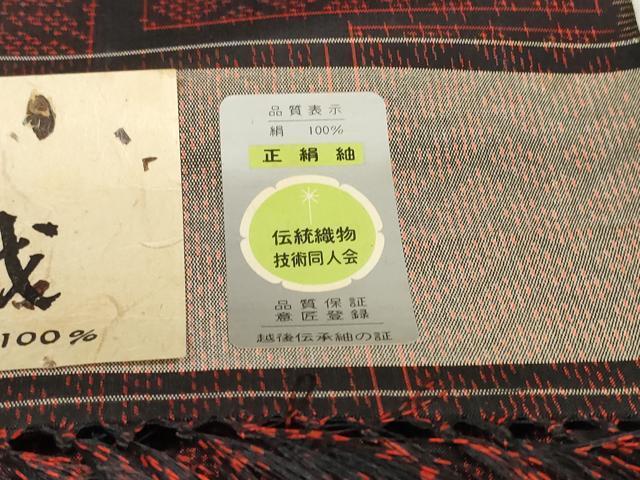 品質表示
絹 100%
正絹紬
伝統織物
技術同人会
品質保証
意匠登録
越後伝承紬の証
100%